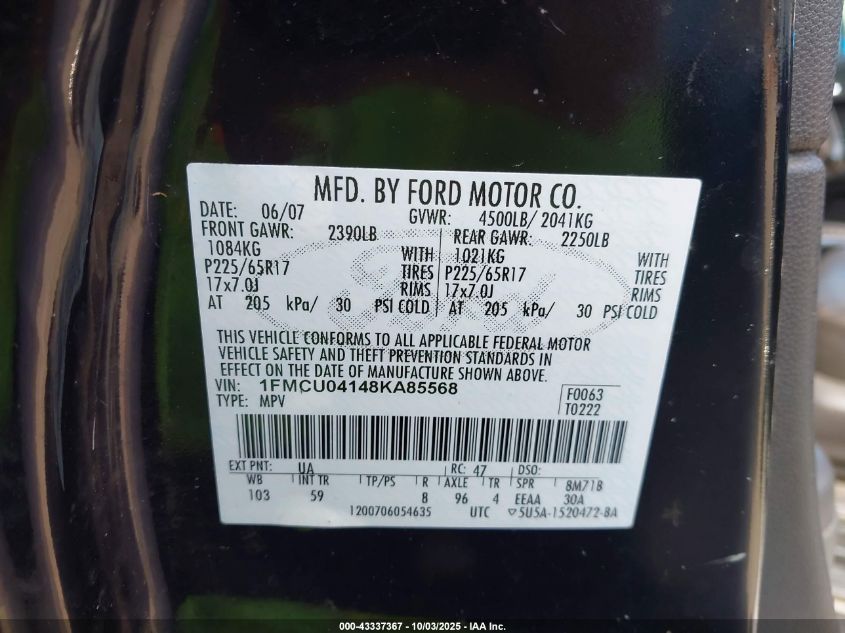 MFD. BY FORD MOTOR CO.
DATE: 06/07 GVWR: 4500LB/ 2041KG
FRONT GAWR: 2390LB REAR GAWR: 2250LB
1084KG WITH 1021KG WITH
P225/65R17 TIRES P225/65R17 TIRES
17x7.0J RIMS 17x7.0J RIMS
AT 205 kPa/ 30 PSI COLD AT 205 kPa/ 30 PSI COLD
THIS VEHICLE CONFORMS TO ALL APPLICABLE FEDERAL MOTOR
VEHICLE SAFETY AND THEFT PREVENTION STANDARDS IN
EFFECT ON THE DATE OF MANUFACTURE SHOWN ABOVE.
VIN: 1FMCU04148KA85568 F0063
TYPE: MPV T0222
EXT PNT: UA RC: 47 DSO:
WB INT TR TP/PS R AXLE TR SPR 8M71B
103 59 8 96 4 EEAA 30A
1200706054635 UTC ▽5U5A-1520472-8A
000-43337367 - 10/03/2025 - IAA Inc.